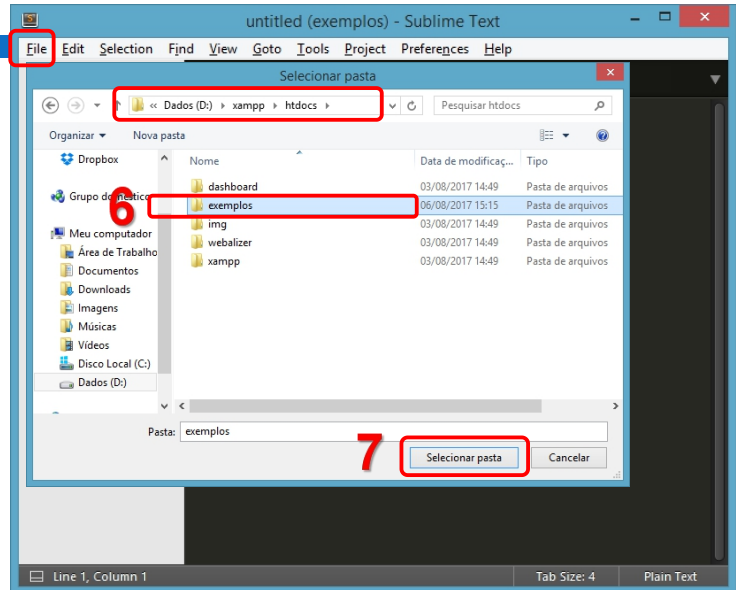 untitled (exemplos) - Sublime Text
File Edit Selection Find View Goto Tools Project Preferences Help
Selecionar pasta
« Dados (D:) xampp htdocs
Pesquisar htdocs
Organizar Nova pasta
Dropbox
Grupo doméstico
Meu computador
Área de Trabalho
Documentos
Downloads
Imagens
Músicas
Vídeos
Disco Local (C:)
Dados (D:)
Nome Data de modificaç... Tipo
dashboard 03/08/2017 14:49 Pasta de arquivos
6
exemplos 06/08/2017 15:15 Pasta de arquivos
img 03/08/2017 14:49 Pasta de arquivos
webalizer 03/08/2017 14:49 Pasta de arquivos
xampp 03/08/2017 14:49 Pasta de arquivos
Pasta: exemplos
7
Selecionar pasta Cancelar
Line 1, Column 1 Tab Size: 4 Plain Text